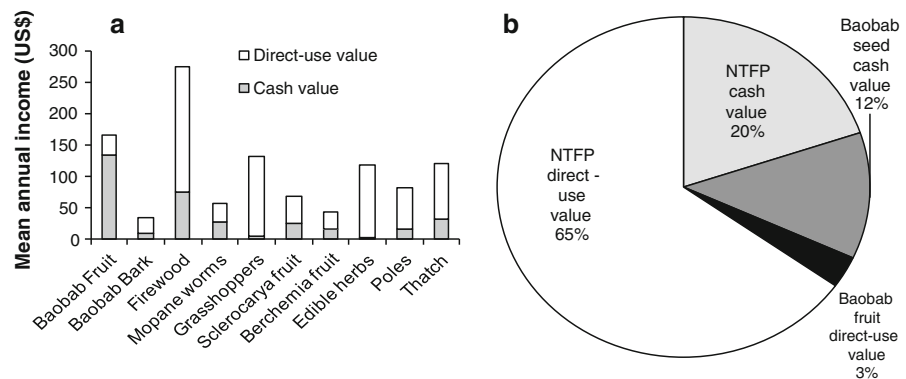 a
Mean annual income (US$)
300
250
200
150
100
50
0
Direct-use value
Cash value
Baobab Fruit
Baobab Bark
Firewood
Mopane worms
Grasshoppers
Sclerocarya fruit
Berchemia fruit
Edible herbs
Poles
Thatch
b
NTFP
cash
value
20%
Baobab
seed
cash
value
12%
NTFP
direct -
use
value
65%
Baobab
fruit
direct-use
value
3%